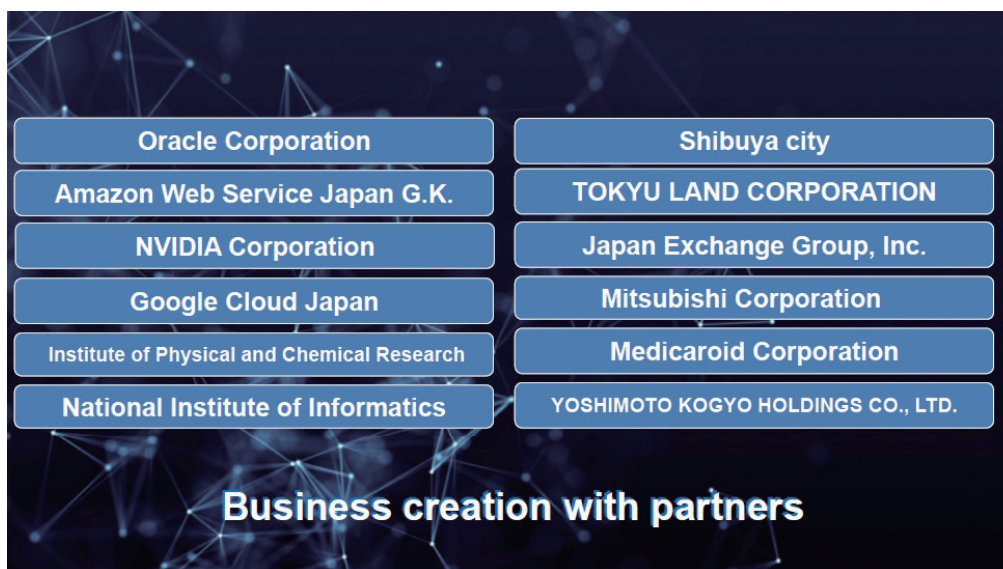 Oracle Corporation
Amazon Web Service Japan G.K.
NVIDIA Corporation
Google Cloud Japan
Institute of Physical and Chemical Research
National Institute of Informatics
Shibuya city
TOKYU LAND CORPORATION
Japan Exchange Group, Inc.
Mitsubishi Corporation
Medicaroid Corporation
YOSHIMOTO KOGYO HOLDINGS CO., LTD.
Business creation with partners